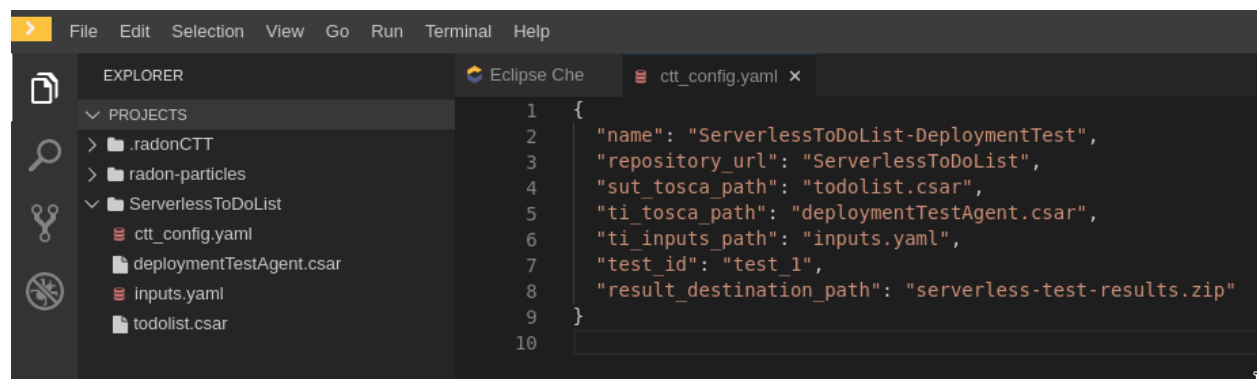 File Edit Selection View Go Run Terminal Help
EXPLORER
PROJECTS
.radonCTT
radon-particles
ServerlessToDoList
ctt_config.yaml
deploymentTestAgent.csar
inputs.yaml
todolist.csar
Eclipse Che ctt_config.yaml ×
1 {
2 "name": "ServerlessToDoList-DeploymentTest",
3 "repository_url": "ServerlessToDoList",
4 "sut_tosca_path": "todolist.csar",
5 "ti_tosca_path": "deploymentTestAgent.csar",
6 "ti_inputs_path": "inputs.yaml",
7 "test_id": "test_1",
8 "result_destination_path": "serverless-test-results.zip"
9 }
10